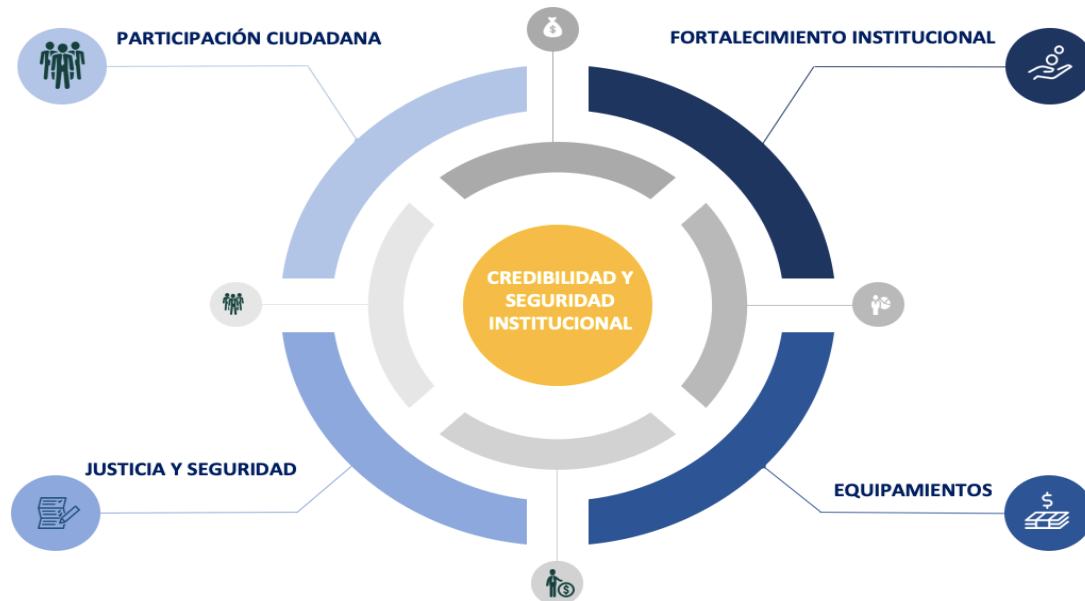 PARTICIPACIÓN CIUDADANA
FORTALECIMIENTO INSTITUCIONAL
CREDIBILIDAD Y
SEGURIDAD
INSTITUCIONAL
JUSTICIA Y SEGURIDAD
EQUIPAMIENTOS